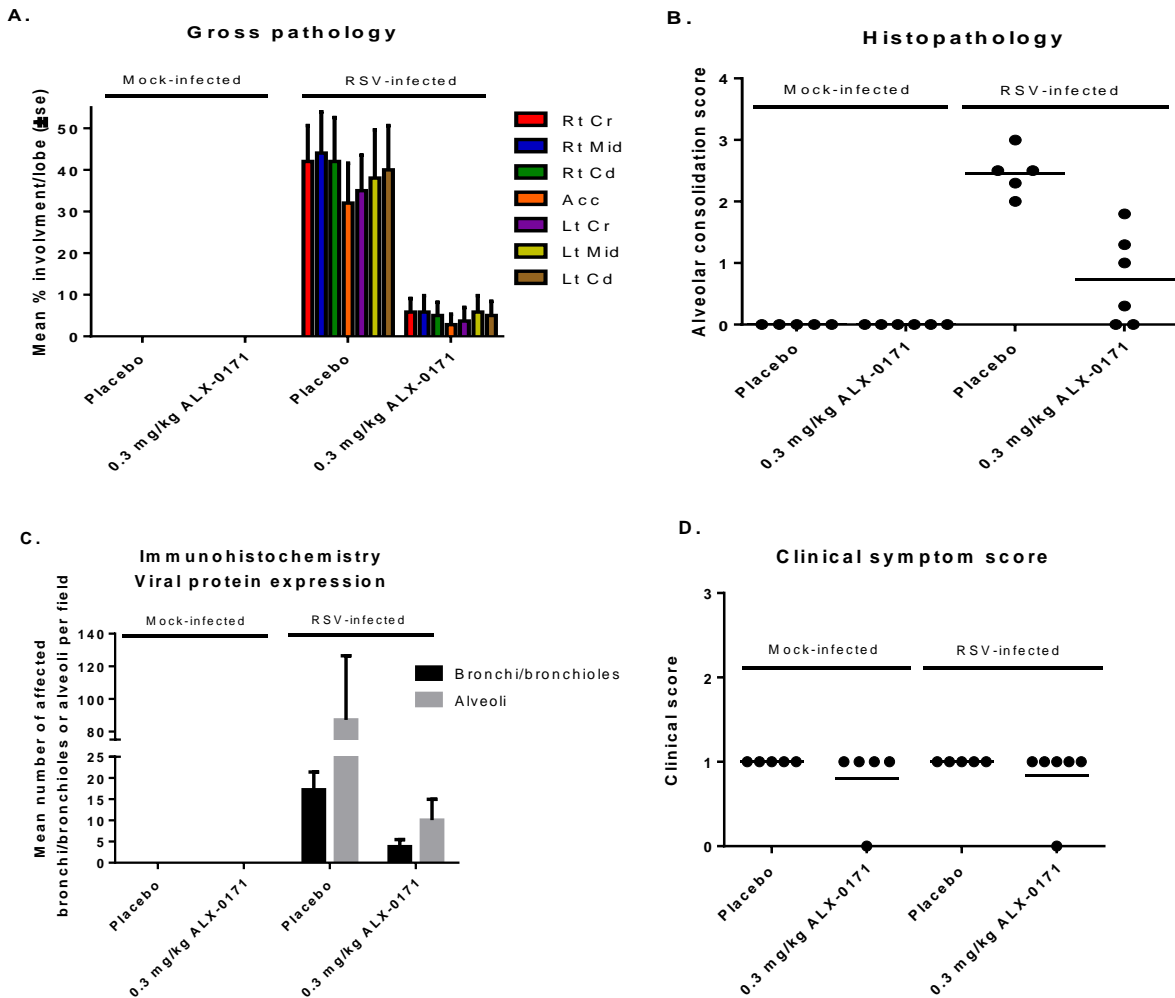 A.
Gross pathology
Mock-infected
RSV-infected
Mean % involvment/lobe (±se)
50
40
30
20
10
0
Rt Cr
Rt Mid
Rt Cd
Acc
Lt Cr
Lt Mid
Lt Cd
Placebo
0.3 mg/kg ALX-0171
Placebo
0.3 mg/kg ALX-0171
B.
Histopathology
Mock-infected
RSV-infected
Alveolar consolidation score
4
3
2
1
0
Placebo
0.3 mg/kg ALX-0171
Placebo
0.3 mg/kg ALX-0171
C.
Immunohistochemistry
Viral protein expression
Mock-infected
RSV-infected
Mean number of affected
bronchi/bronchioles or alveoli per field
140
120
100
80
25
20
15
10
5
0
Bronchi/bronchioles
Alveoli
Placebo
0.3 mg/kg ALX-0171
Placebo
0.3 mg/kg ALX-0171
D.
Clinical symptom score
Mock-infected
RSV-infected
Clinical score
3
2
1
0
Placebo
0.3 mg/kg ALX-0171
Placebo
0.3 mg/kg ALX-0171